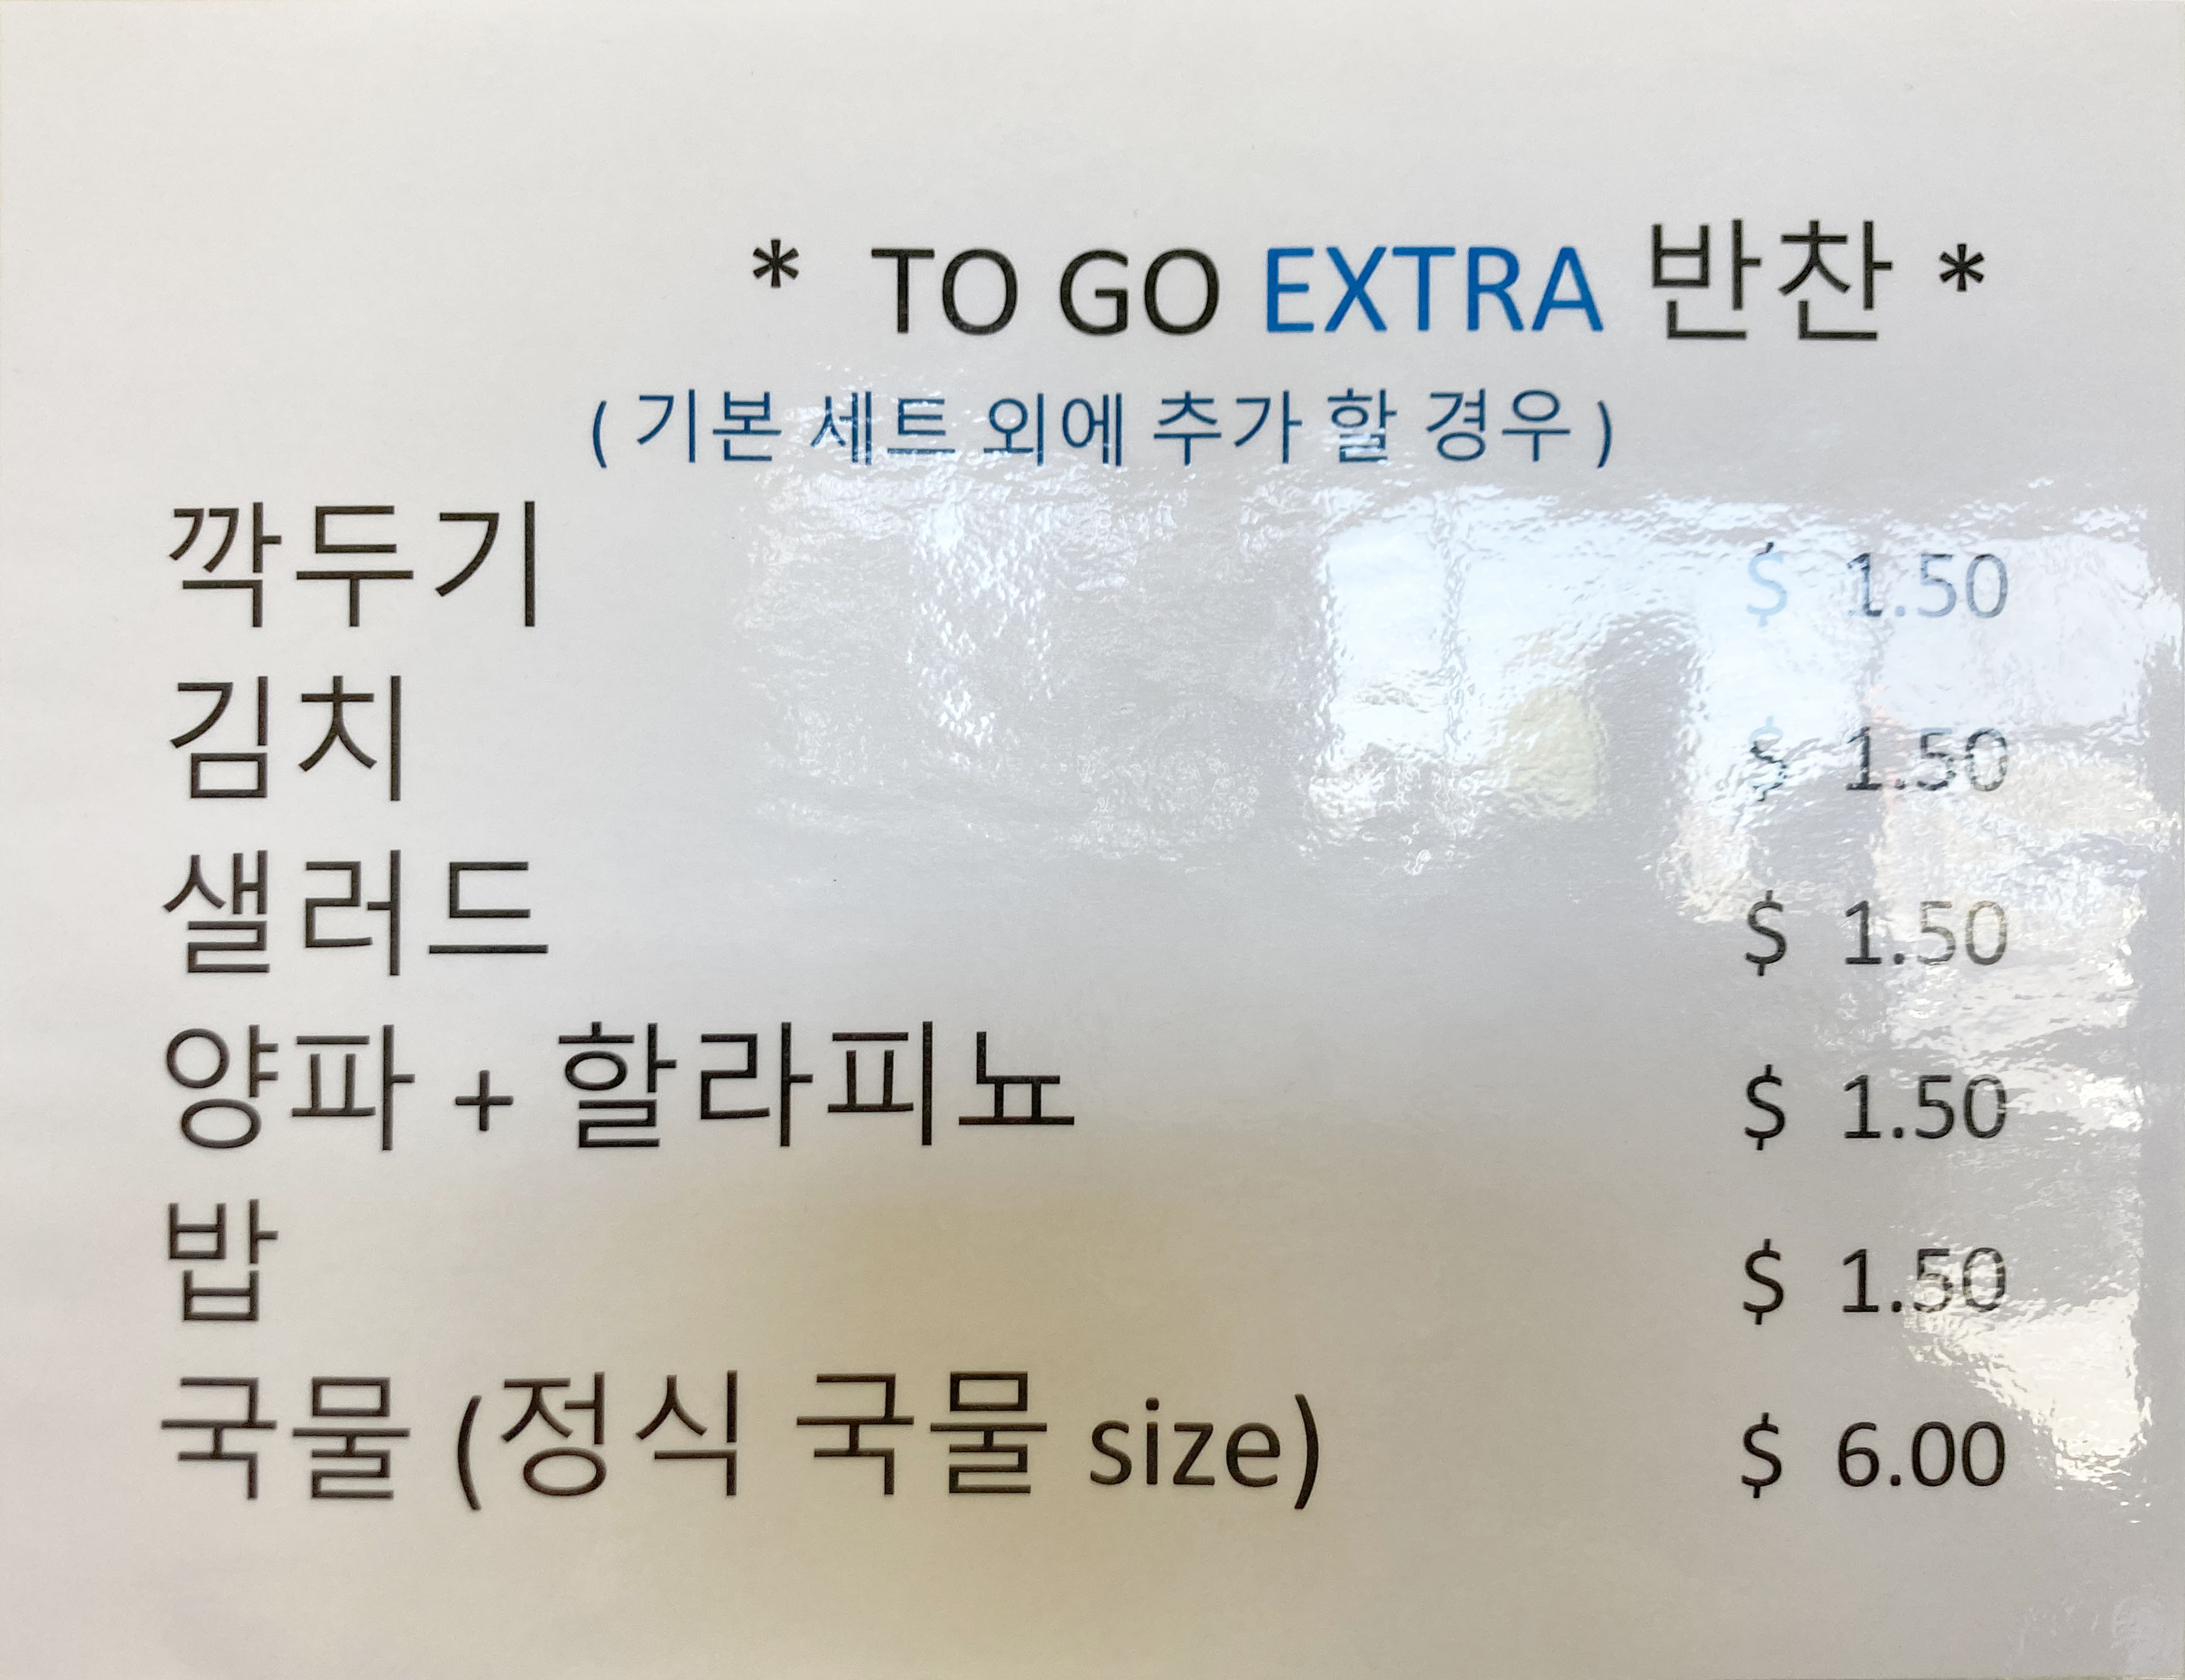 * TO GO EXTRA 반찬 *
( 기본 세트 외에 추가 할 경우 )
깍두기 $ 1.50
김치 $ 1.50
샐러드 $ 1.50
양파 + 할라피뇨 $ 1.50
밥 $ 1.50
국물 (정식 국물 size) $ 6.00